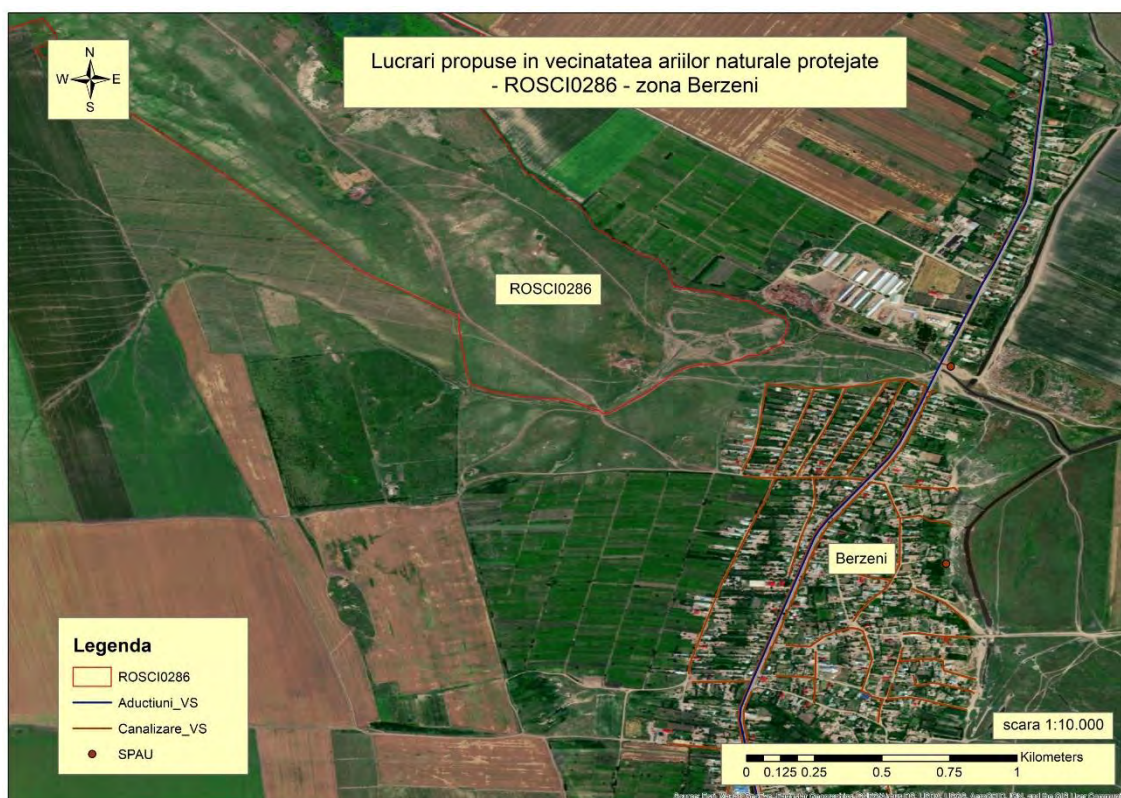 Lucrari propuse in vecinatatea ariilor naturale protejate
- ROSCI0286 - zona Berzeni
N
W E
S
ROSCI0286
Berzeni
Legenda
ROSCI0286
Aductiuni_VS
Canalizare_VS
SPAU
scara 1:10.000
Kilometers
0 0.125 0.25 0.5 0.75 1